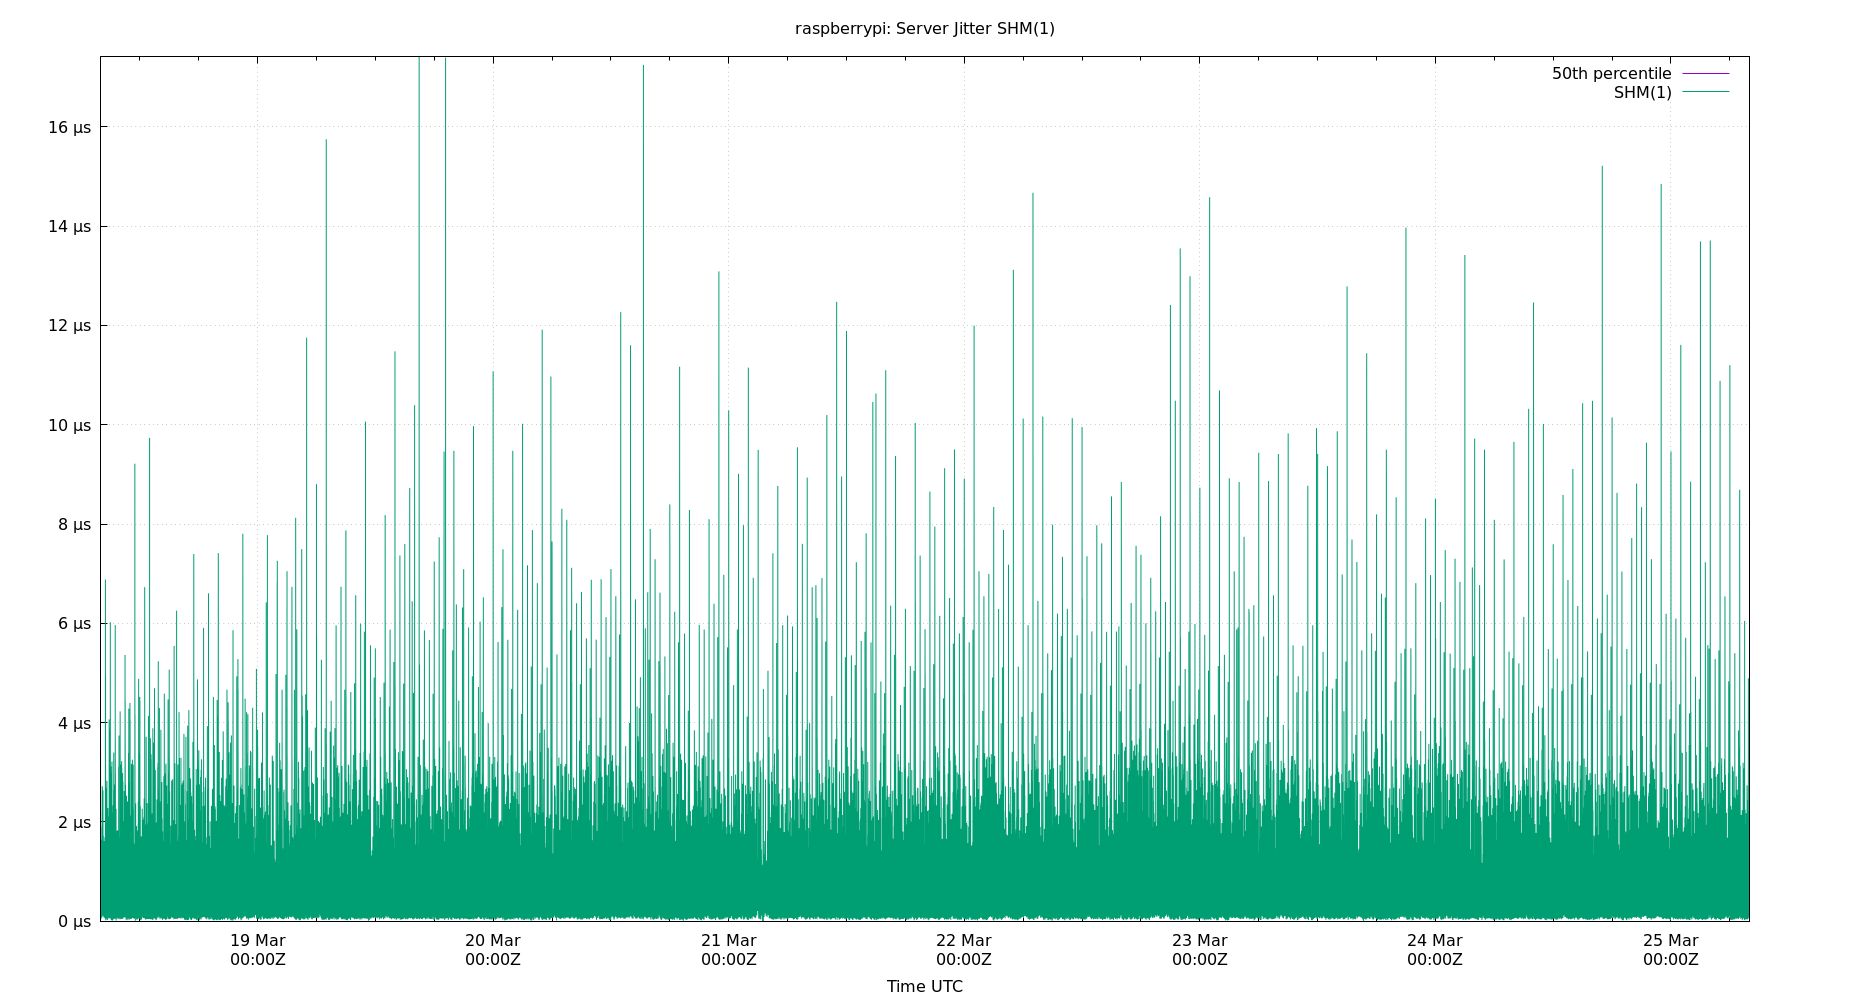 raspberrypi: Server Jitter SHM(1)
50th percentile
SHM(1)
16 µs
14 µs
12 µs
10 µs
8 µs
6 µs
4 µs
2 µs
0 µs
19 Mar 20 Mar 21 Mar 22 Mar 23 Mar 24 Mar 25 Mar
00:00Z 00:00Z 00:00Z 00:00Z 00:00Z 00:00Z 00:00Z
Time UTC